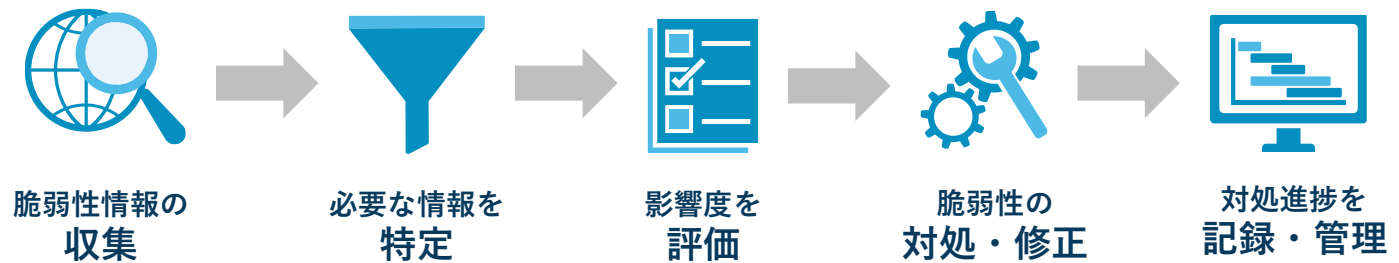 脆弱性情報の
収集
必要な情報を
特定
影響度を
評価
脆弱性の
対処・修正
対処進捗を
記録・管理